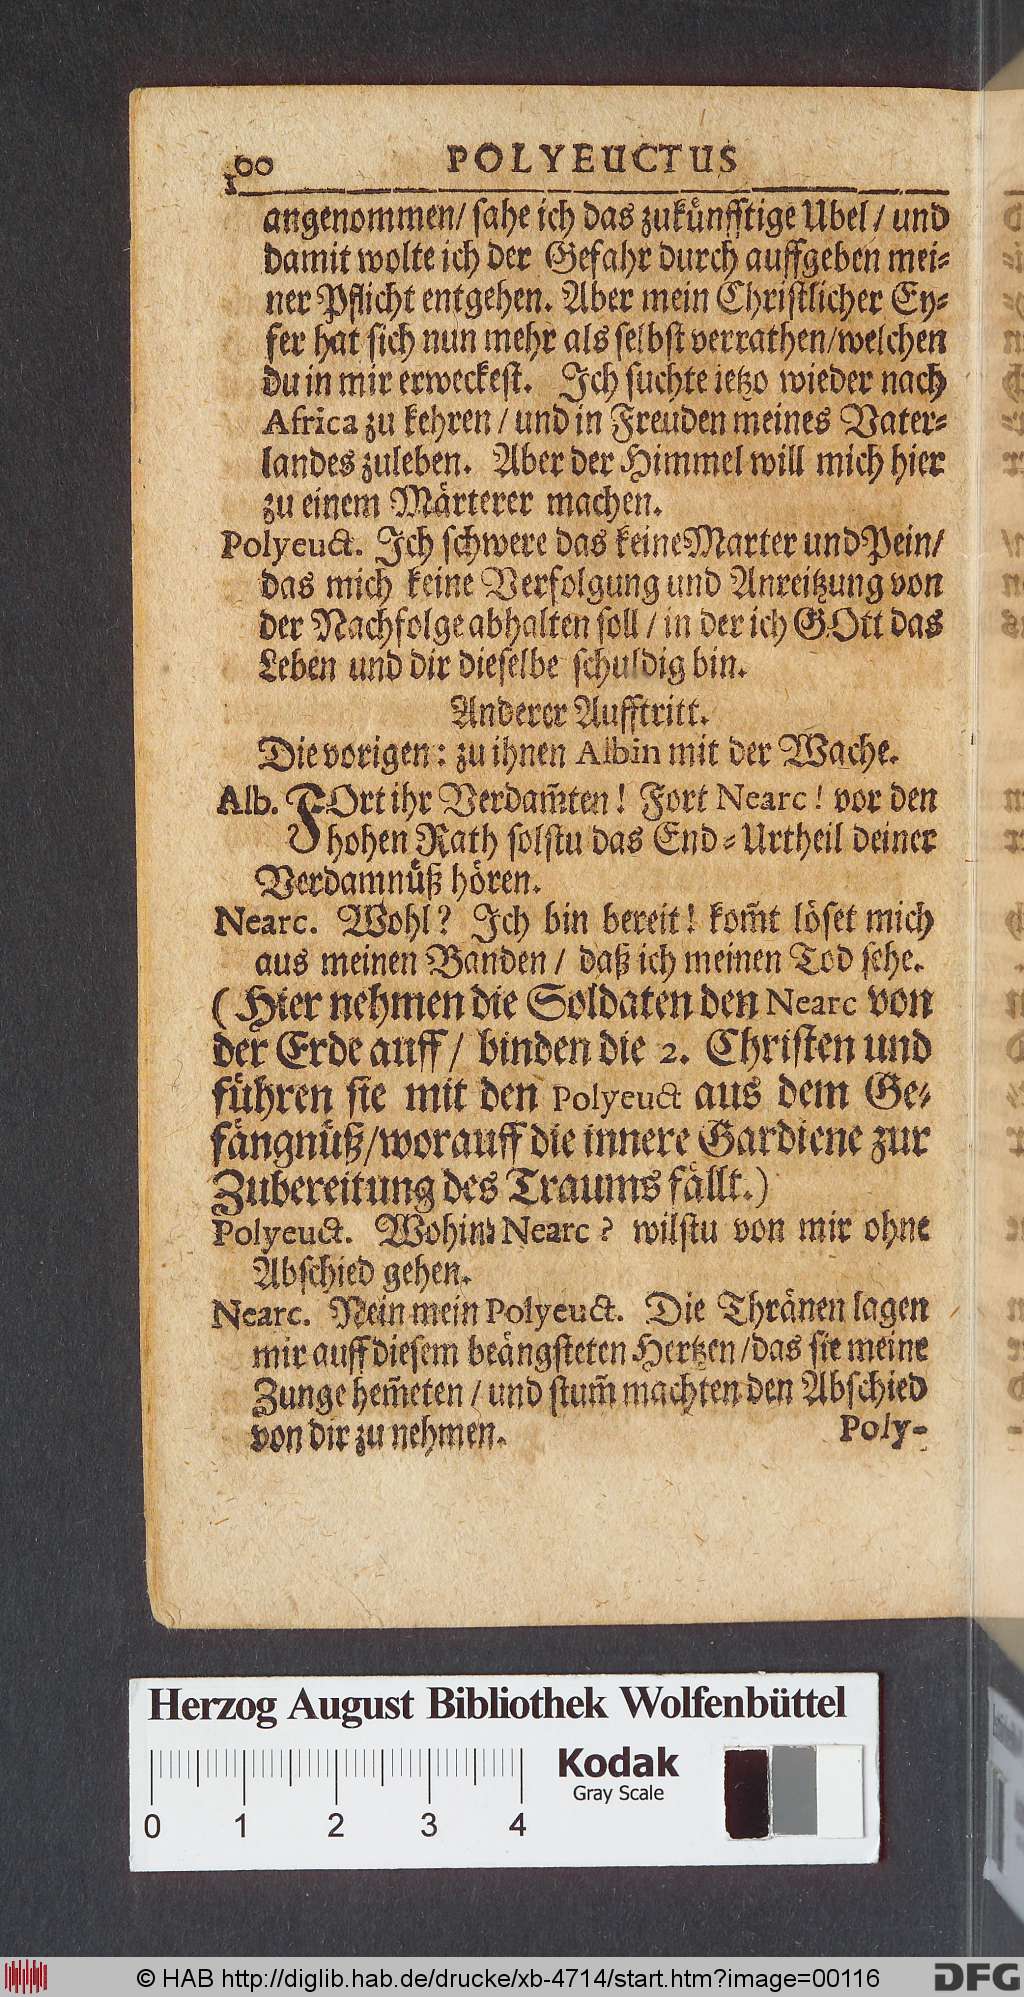 100 POLYEUCTUS
angenommen/ sahe ich das zukünfftige Ubel/ und
damit wolte ich der Gefahr durch auffgeben mei-
ner Pflicht entgehen. Aber mein Christlicher Ey-
fer hat sich nun mehr als selbst verrathen/welchen
du in mir erweckest. Ich suchte ietzo wieder nach
Africa zu kehren/ und in Freuden meines Vater-
landes zuleben. Aber der Himmel will mich hier
zu einem Märterer machen.
Polyeuct. Ich schwere das keine Marter und Pein/
das mich keine Verfolgung und Anreitzung von
der Nachfolge abhalten soll/ in der ich GOtt das
Leben und dir dieselbe schuldig bin.
Anderer Aufftritt.
Die vorigen: zu ihnen Albin mit der Wache.
Alb. FOrt ihr Verdam̃ten! Fort Nearc! vor den
hohen Rath solstu das End-Urtheil deiner
Verdamnüß hören.
Nearc. Wohl? Ich bin bereit! kom̃t löset mich
aus meinen Banden/ daß ich meinen Tod sehe.
(Hier nehmen die Soldaten den Nearc von
der Erde auff/ binden die 2. Christen und
führen sie mit den Polyeuct aus dem Ge-
fängnüß/worauff die innere Gardiene zur
Zubereitung des Traums fällt.)
Polyeuct. Wohin Nearc? wilstu von mir ohne
Abschied gehen.
Nearc. Nein mein Polyeuct. Die Thränen lagen
mir auff diesem beängsteten Hertzen/das sie meine
Zunge hem̃eten/ und stum̃ machten den Abschied
von dir zu nehmen. Poly-
Herzog August Bibliothek Wolfenbüttel
0 1 2 3 4
Kodak
Gray Scale
© HAB http://diglib.hab.de/drucke/xb-4714/start.htm?image=00116
DFG